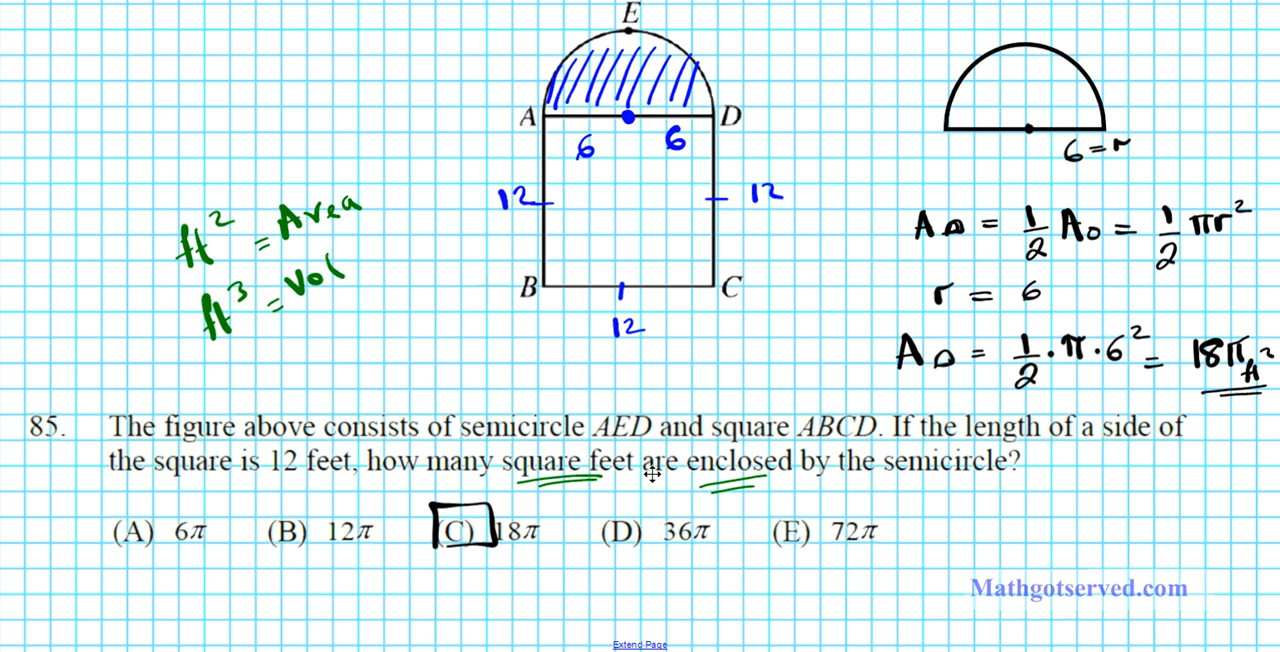 E
A D
6 6
12 12
B C
12
ft² = Area
ft³ = Vol
6 = r
A⌓ = 1/2 A○ = 1/2 πr²
r = 6
A⌓ = 1/2 · π · 6² = 18π ft²
85. The figure above consists of semicircle AED and square ABCD. If the length of a side of
the square is 12 feet, how many square feet are enclosed by the semicircle?
(A) 6π (B) 12π (C) 18π (D) 36π (E) 72π
Mathgotserved.com
Extend Page